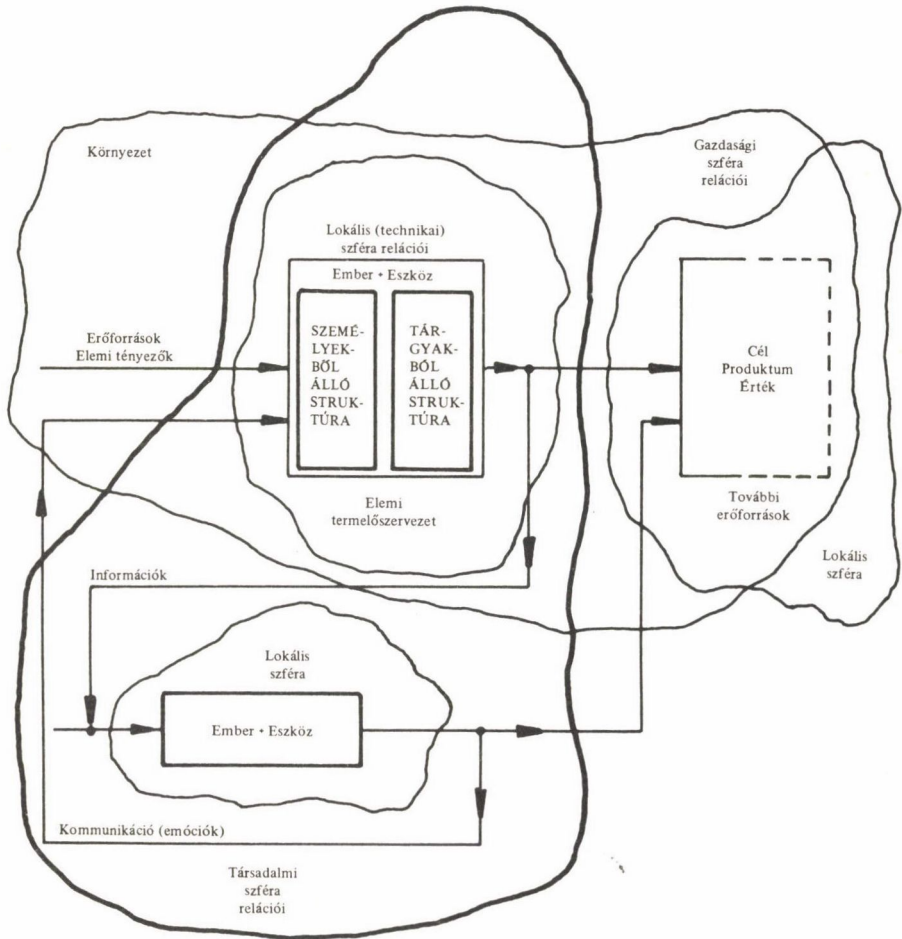 Környezet
Gazdasági
szféra
relációi
Lokális (technikai)
szféra relációi
Ember + Eszköz
Erőforrások
Elemi tényezők
SZEMÉ-
LYEK-
BŐL
ÁLLÓ
STRUK-
TÚRA
TÁR-
GYAK-
BÓL
ÁLLÓ
STRUK-
TÚRA
Cél
Produktum
Érték
Elemi
termelőszervezet
További
erőforrások
Lokális
szféra
Információk
Lokális
szféra
Ember + Eszköz
Kommunikáció (emóciók)
Társadalmi
szféra
relációi